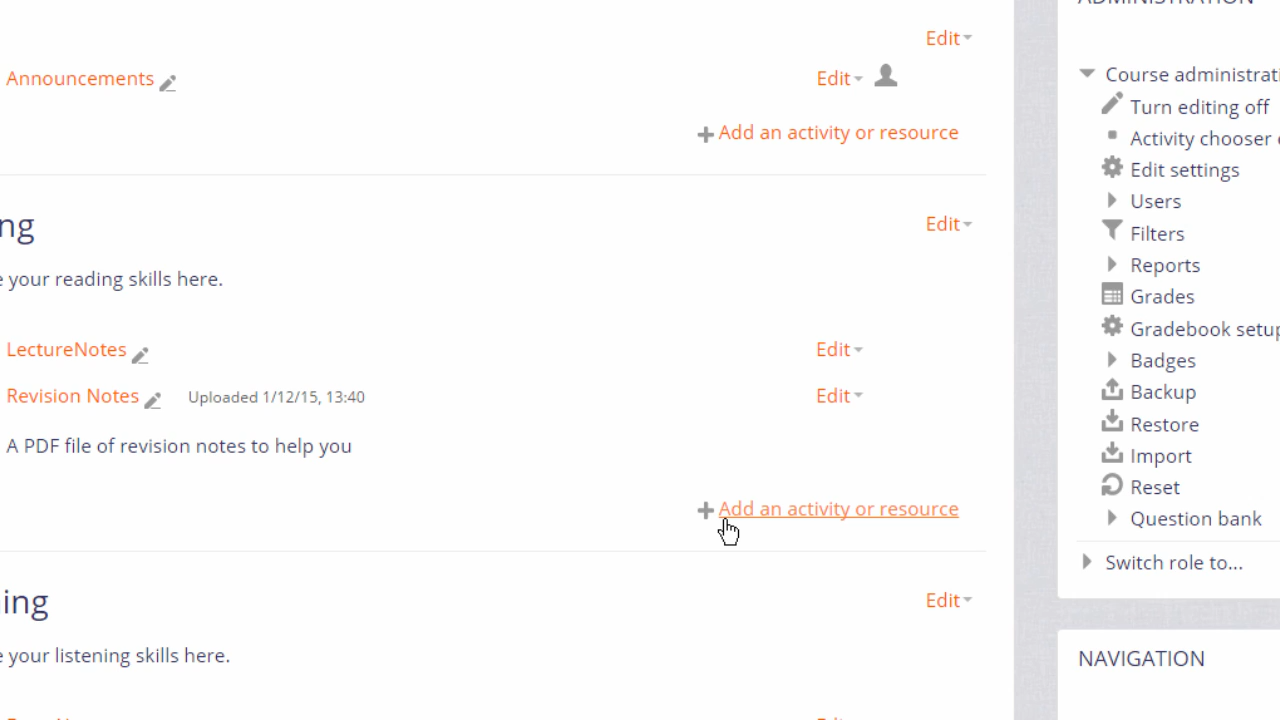 ADMINISTRATION
Edit
Course administrati
Announcements
Edit
Turn editing off
Add an activity or resource
Activity chooser
Edit settings
Users
ng
Edit
Filters
Reports
e your reading skills here.
Grades
Gradebook setup
LectureNotes
Edit
Badges
Revision Notes
Uploaded 1/12/15, 13:40
Edit
Backup
Restore
A PDF file of revision notes to help you
Import
Reset
Add an activity or resource
Question bank
Switch role to...
ing
Edit
e your listening skills here.
NAVIGATION